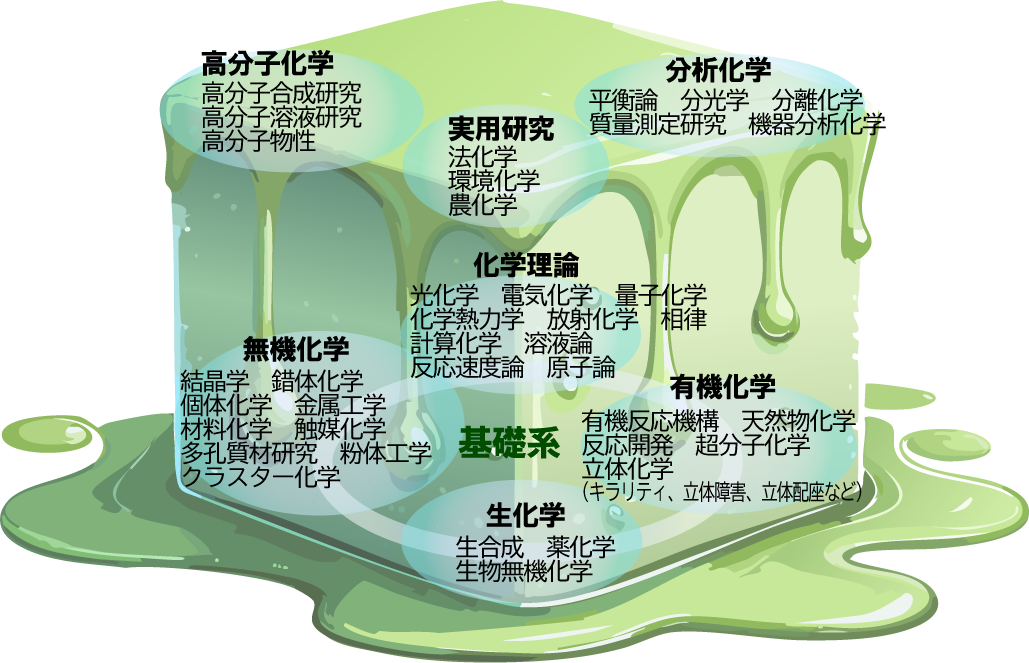 高分子化学
高分子合成研究
高分子溶液研究
高分子物性
分析化学
平衡論　分光学　分離化学
質量測定研究　機器分析化学
実用研究
法化学
環境化学
農化学
化学理論
光化学　電気化学　量子化学
化学熱力学　放射化学　相律
計算化学　溶液論
反応速度論　原子論
無機化学
結晶学　錯体化学
個体化学　金属工学
材料化学　触媒化学
多孔質材研究　粉体工学
クラスター化学
基礎系
有機化学
有機反応機構　天然物化学
反応開発　超分子化学
立体化学
（キラリティ、立体障害、立体配座など）
生化学
生合成　薬化学
生物無機化学